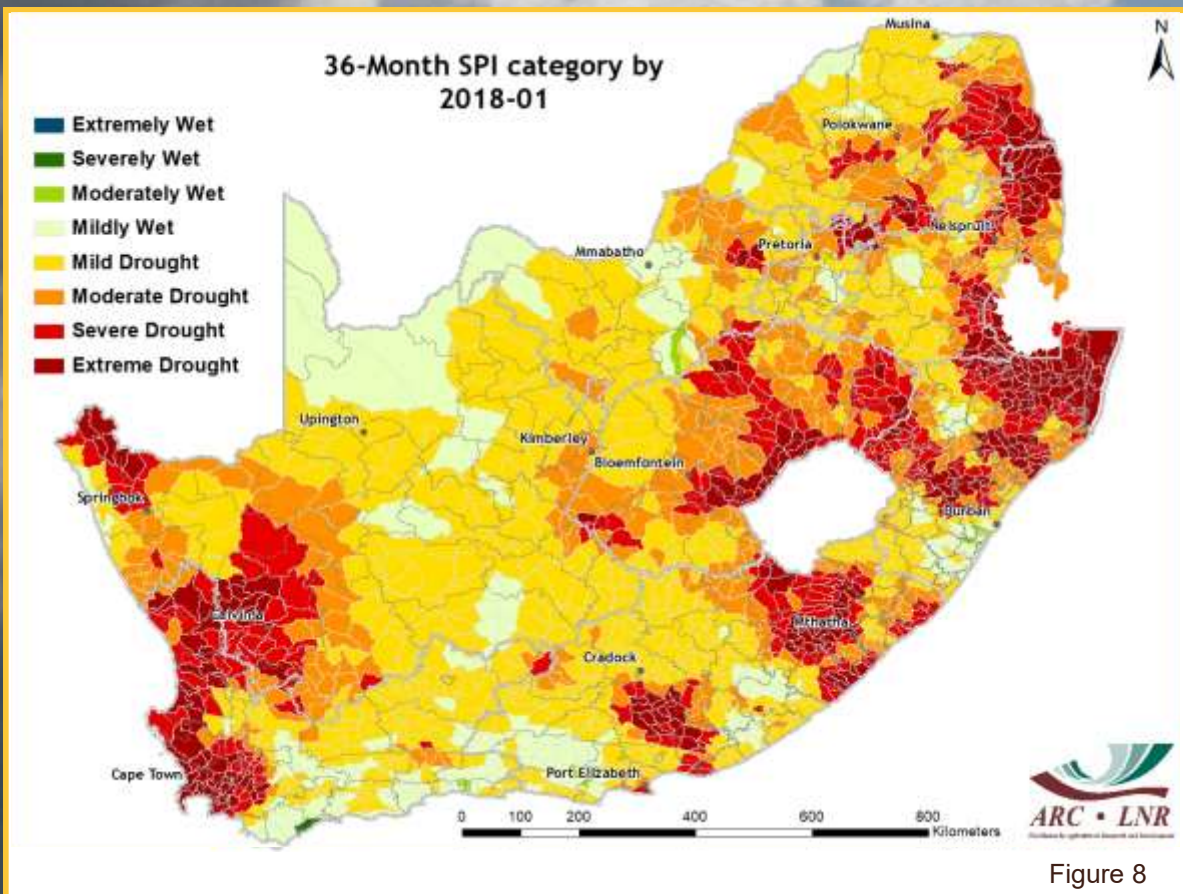 36-Month SPI category by
2018-01
N
Extremely Wet
Severely Wet
Moderately Wet
Mildly Wet
Mild Drought
Moderate Drought
Severe Drought
Extreme Drought
Musina
Polokwane
Nelspruit
Pretoria
Mmabatho
Upington
Kimberley
Bloemfontein
Springbok
Durban
Calvinia
Mthatha
Cradock
Cape Town
Port Elizabeth
0 100 200 400 600 800
Kilometers
ARC • LNR
Figure 8